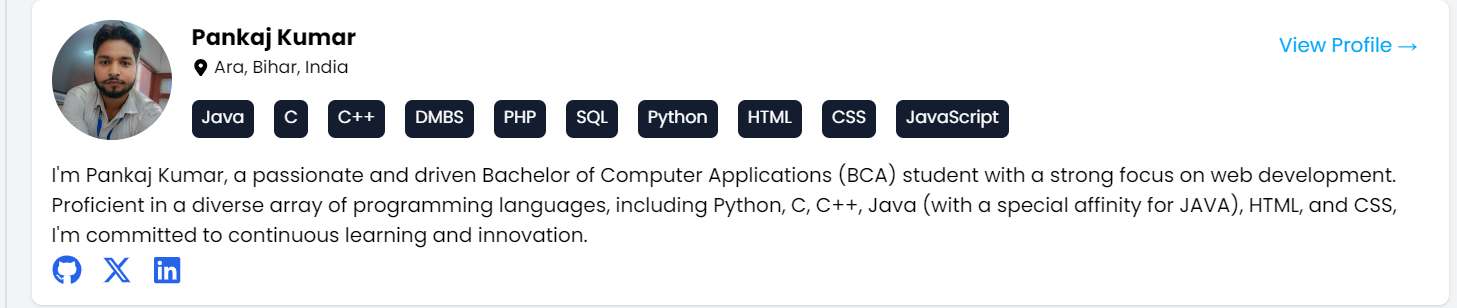 Pankaj Kumar
View Profile →
Ara, Bihar, India
Java C C++ DMBS PHP SQL Python HTML CSS JavaScript
I'm Pankaj Kumar, a passionate and driven Bachelor of Computer Applications (BCA) student with a strong focus on web development.
Proficient in a diverse array of programming languages, including Python, C, C++, Java (with a special affinity for JAVA), HTML, and CSS,
I'm committed to continuous learning and innovation.